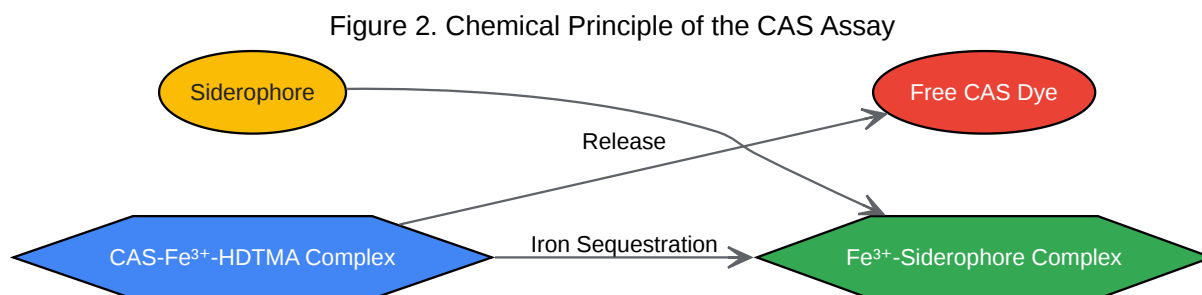 Figure 2. Chemical Principle of the CAS Assay
Siderophore
Free CAS Dye
Release
CAS-Fe³⁺-HDTMA Complex
Iron Sequestration
Fe³⁺-Siderophore Complex